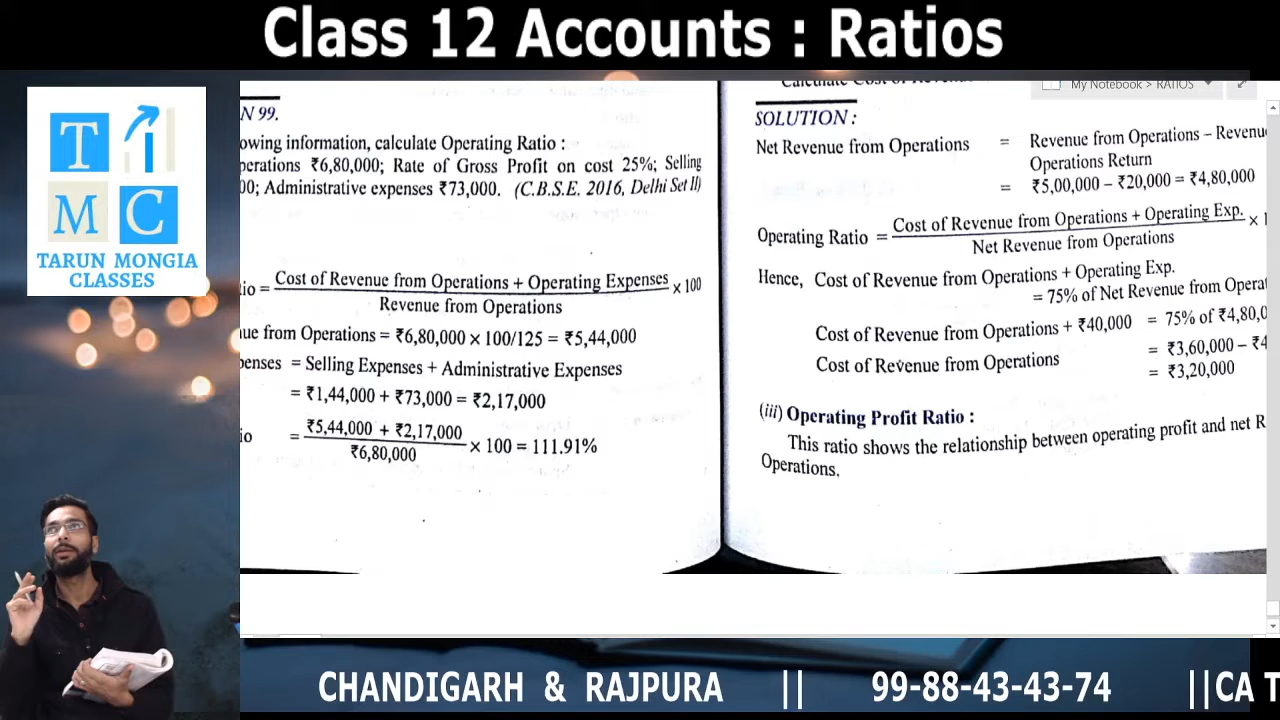 Class 12 Accounts : Ratios
T
M C
TARUN MONGIA
CLASSES
N 99.
owing information, calculate Operating Ratio :
perations ₹6,80,000; Rate of Gross Profit on cost 25%; Selling
00; Administrative expenses ₹73,000. (C.B.S.E. 2016, Delhi Set II)
io = Cost of Revenue from Operations + Operating Expenses / Revenue from Operations × 100
ue from Operations = ₹6,80,000 × 100/125 = ₹5,44,000
penses = Selling Expenses + Administrative Expenses
= ₹1,44,000 + ₹73,000 = ₹2,17,000
io = ₹5,44,000 + ₹2,17,000 / ₹6,80,000 × 100 = 111.91%
My Notebook > RATIOS
SOLUTION :
Net Revenue from Operations = Revenue from Operations – Revenue
Operations Return
= ₹5,00,000 – ₹20,000 = ₹4,80,000
Operating Ratio = Cost of Revenue from Operations + Operating Exp. / Net Revenue from Operations × 1
Hence, Cost of Revenue from Operations + Operating Exp.
= 75% of Net Revenue from Opera
Cost of Revenue from Operations + ₹40,000 = 75% of ₹4,80,0
Cost of Revenue from Operations = ₹3,60,000 – ₹4
= ₹3,20,000
(iii) Operating Profit Ratio :
This ratio shows the relationship between operating profit and net R
Operations.
CHANDIGARH & RAJPURA || 99-88-43-43-74 ||CA T